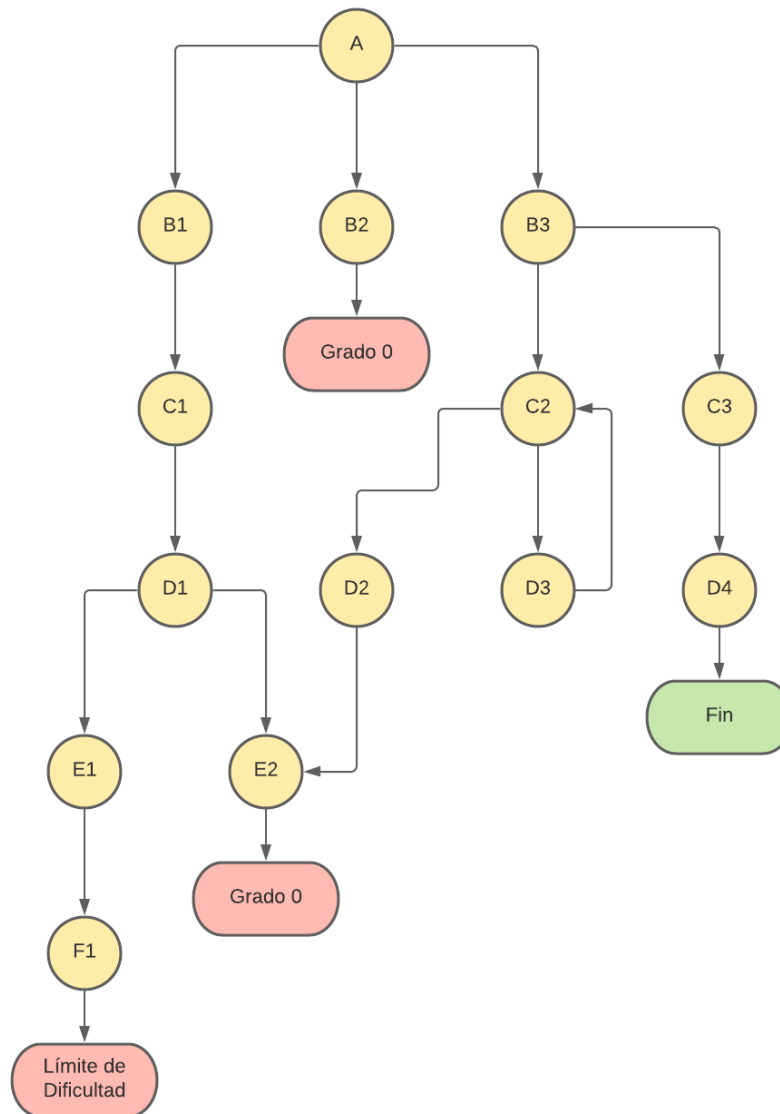 A
B1
B2
B3
Grado 0
C1
C2
C3
D1
D2
D3
D4
Fin
E1
E2
Grado 0
F1
Límite de
Dificultad